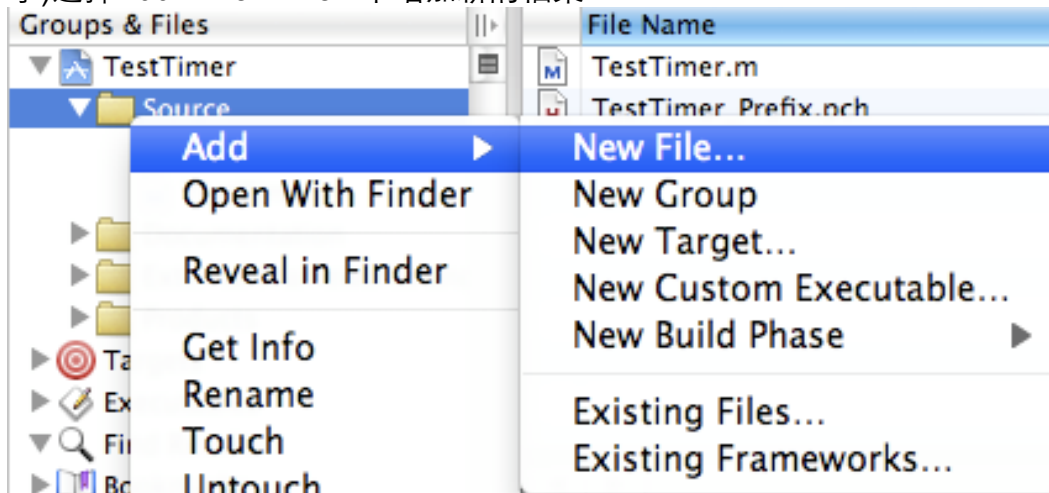 Groups & Files
File Name
TestTimer
TestTimer.m
Source
TestTimer_Prefix.pch
Add
New File...
Open With Finder
New Group
New Target...
Reveal in Finder
New Custom Executable...
New Build Phase
Get Info
Rename
Existing Files...
Touch
Existing Frameworks...
Untouch